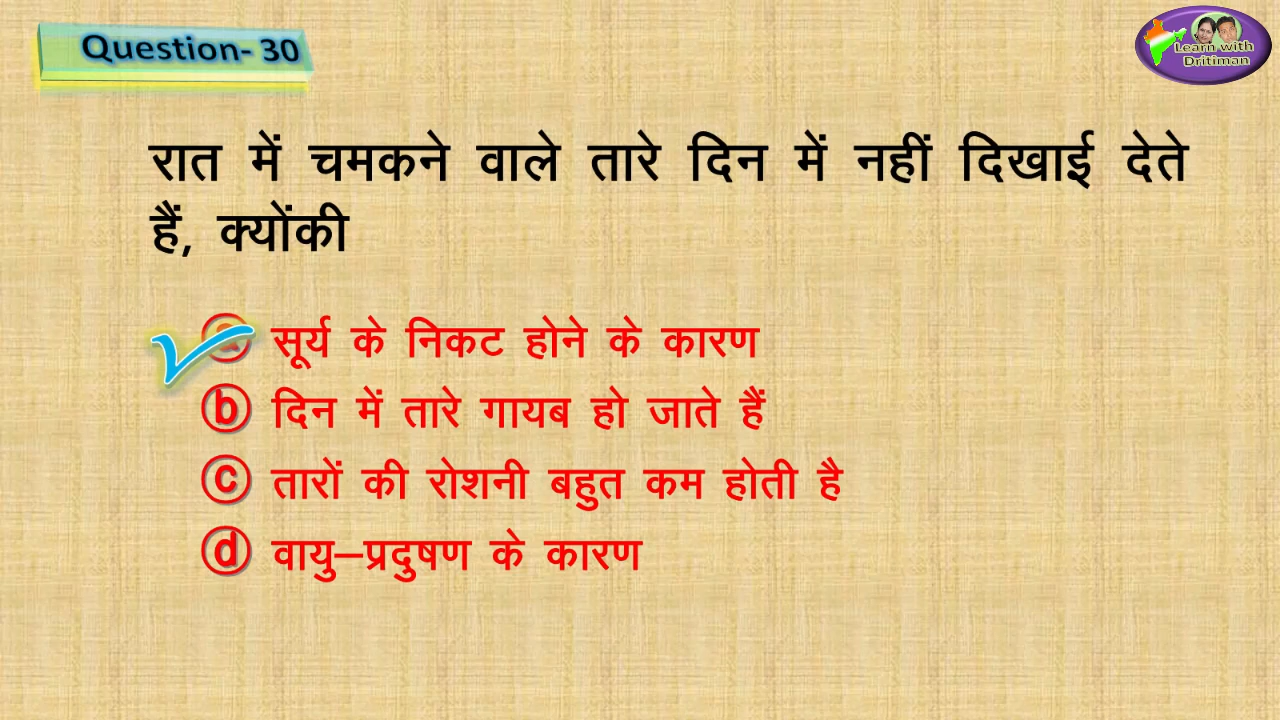 Question- 30
Learn with
Dritiman
रात में चमकने वाले तारे दिन में नहीं दिखाई देते
हैं, क्योंकी
a सूर्य के निकट होने के कारण
b दिन में तारे गायब हो जाते हैं
c तारों की रोशनी बहुत कम होती है
d वायु–प्रदुषण के कारण